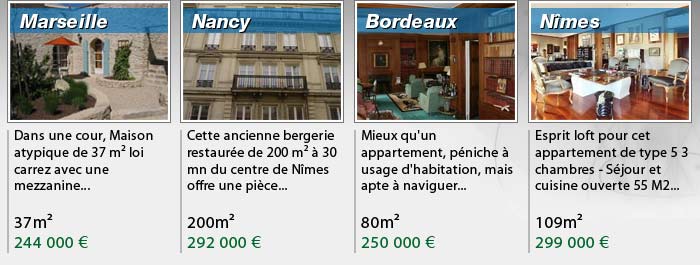 Marseille
Dans une cour, Maison
atypique de 37 m² loi
carrez avec une
mezzanine...
37m²
244 000 €
Nancy
Cette ancienne bergerie
restaurée de 200 m² à 30
mn du centre de Nîmes
offre une pièce...
200m²
292 000 €
Bordeaux
Mieux qu'un
appartement, péniche à
usage d'habitation, mais
apte à naviguer...
80m²
250 000 €
Nîmes
Esprit loft pour cet
appartement de type 5 3
chambres - Séjour et
cuisine ouverte 55 M2...
109m²
299 000 €